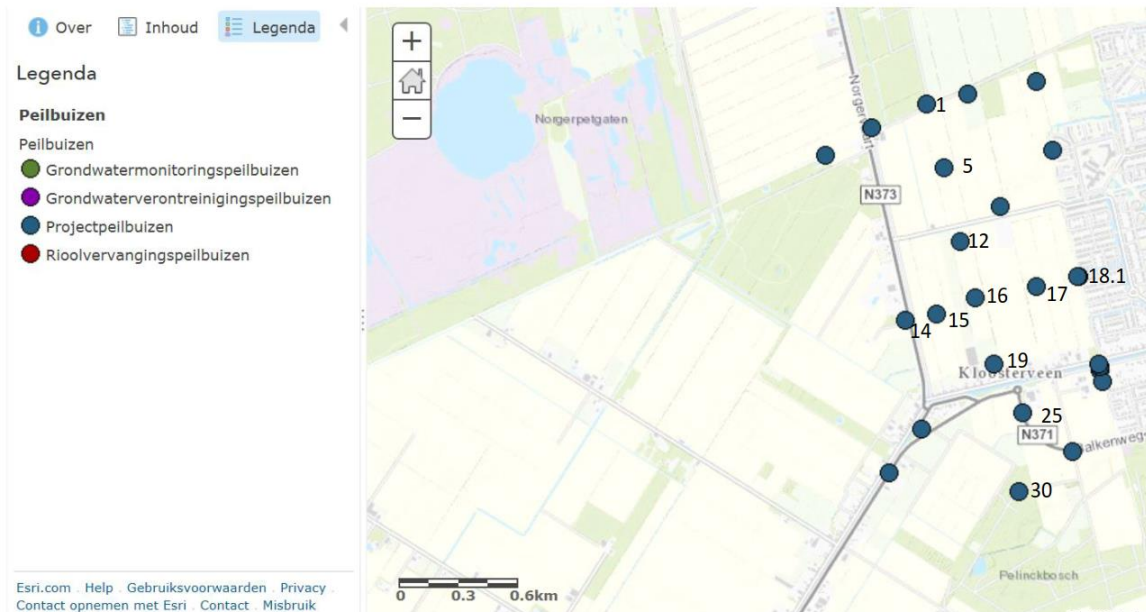 Over Inhoud Legenda
Legenda
Peilbuizen
Peilbuizen
Grondwatermonitoringspeilbuizen
Grondwaterverontreinigingspeilbuizen
Projectpeilbuizen
Rioolvervangingspeilbuizen
Esri.com . Help . Gebruiksvoorwaarden . Privacy .
Contact opnemen met Esri . Contact . Misbruik
+
−
Norgerpetgaten
Norgervaart
1
5
N373
12
18.1
17
16
15
14
19
Kloosterveen
25
N371
Balkenweg
30
Pelinckbosch
0 0.3 0.6km